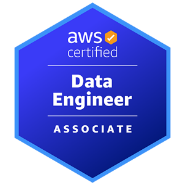 aws
certified
Data
Engineer
ASSOCIATE